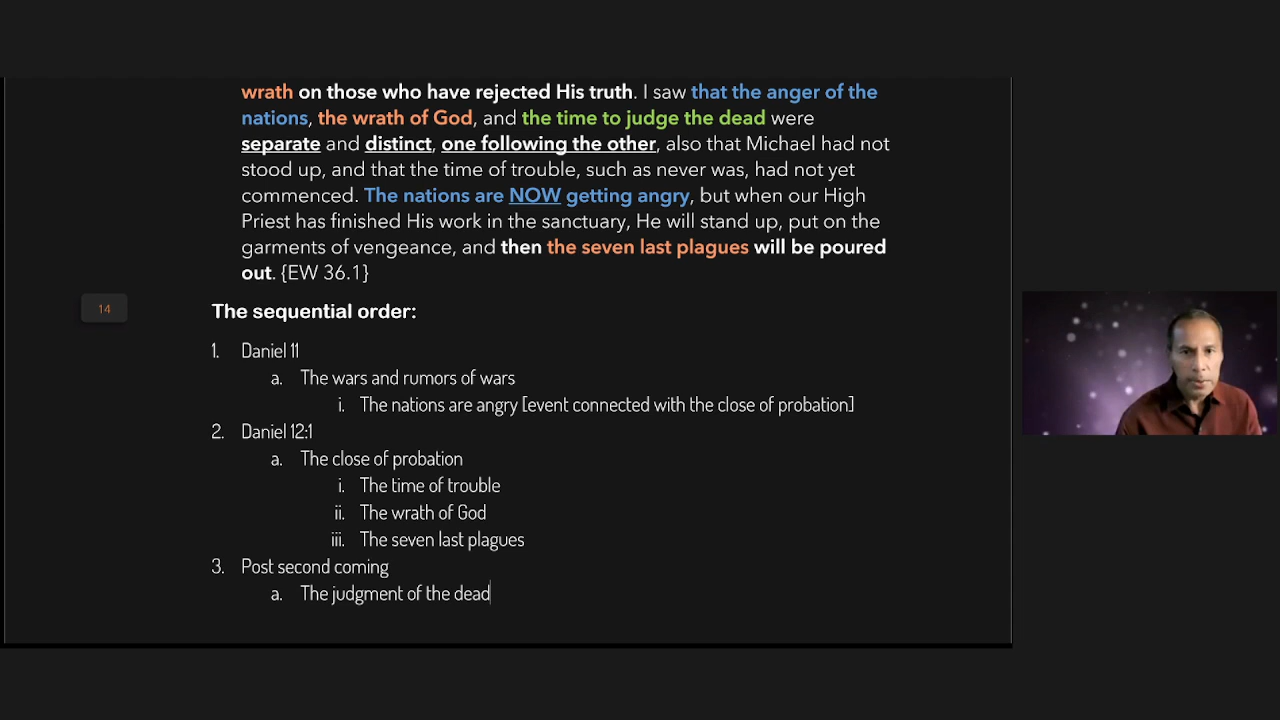 wrath on those who have rejected His truth. I saw that the anger of the
nations, the wrath of God, and the time to judge the dead were
separate and distinct, one following the other, also that Michael had not
stood up, and that the time of trouble, such as never was, had not yet
commenced. The nations are NOW getting angry, but when our High
Priest has finished His work in the sanctuary, He will stand up, put on the
garments of vengeance, and then the seven last plagues will be poured
out. {EW 36.1}
14
The sequential order:
1. Daniel 11
a. The wars and rumors of wars
i. The nations are angry [event connected with the close of probation]
2. Daniel 12:1
a. The close of probation
i. The time of trouble
ii. The wrath of God
iii. The seven last plagues
3. Post second coming
a. The judgment of the dead